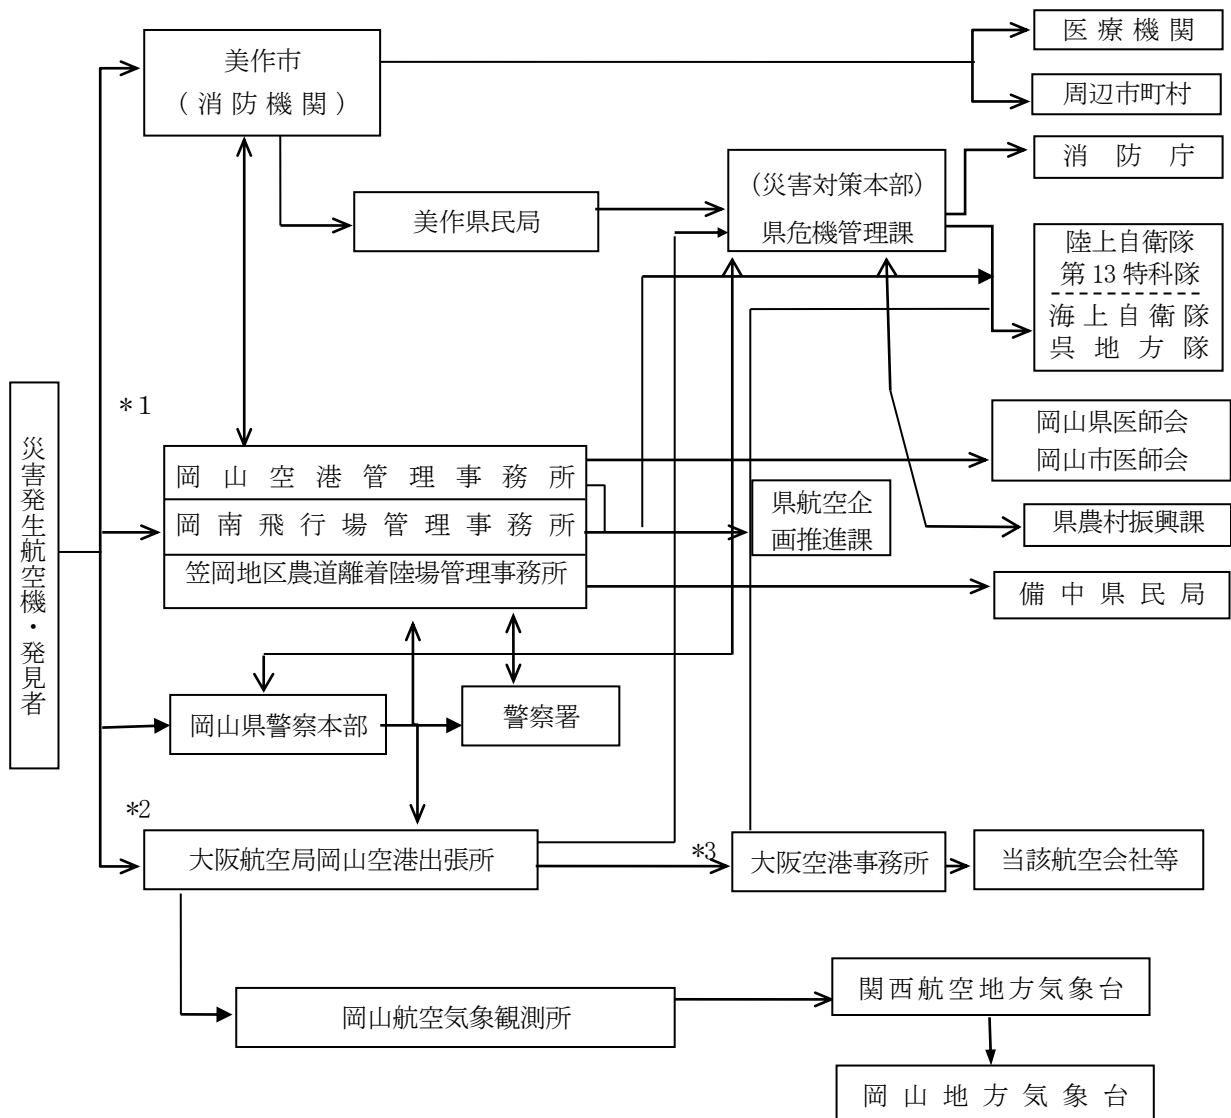 医療機関
美作市
（消防機関）
周辺市町村
消防庁
(災害対策本部)
県危機管理課
美作県民局
陸上自衛隊
第13特科隊
海上自衛隊
呉地方隊
災害発生航空機・発見者
*1
岡山県医師会
岡山市医師会
岡山空港管理事務所
岡南飛行場管理事務所
笠岡地区農道離着陸場管理事務所
県航空企
画推進課
県農村振興課
備中県民局
岡山県警察本部
警察署
*2
大阪航空局岡山空港出張所
*3
大阪空港事務所
当該航空会社等
岡山航空気象観測所
関西航空地方気象台
岡山地方気象台